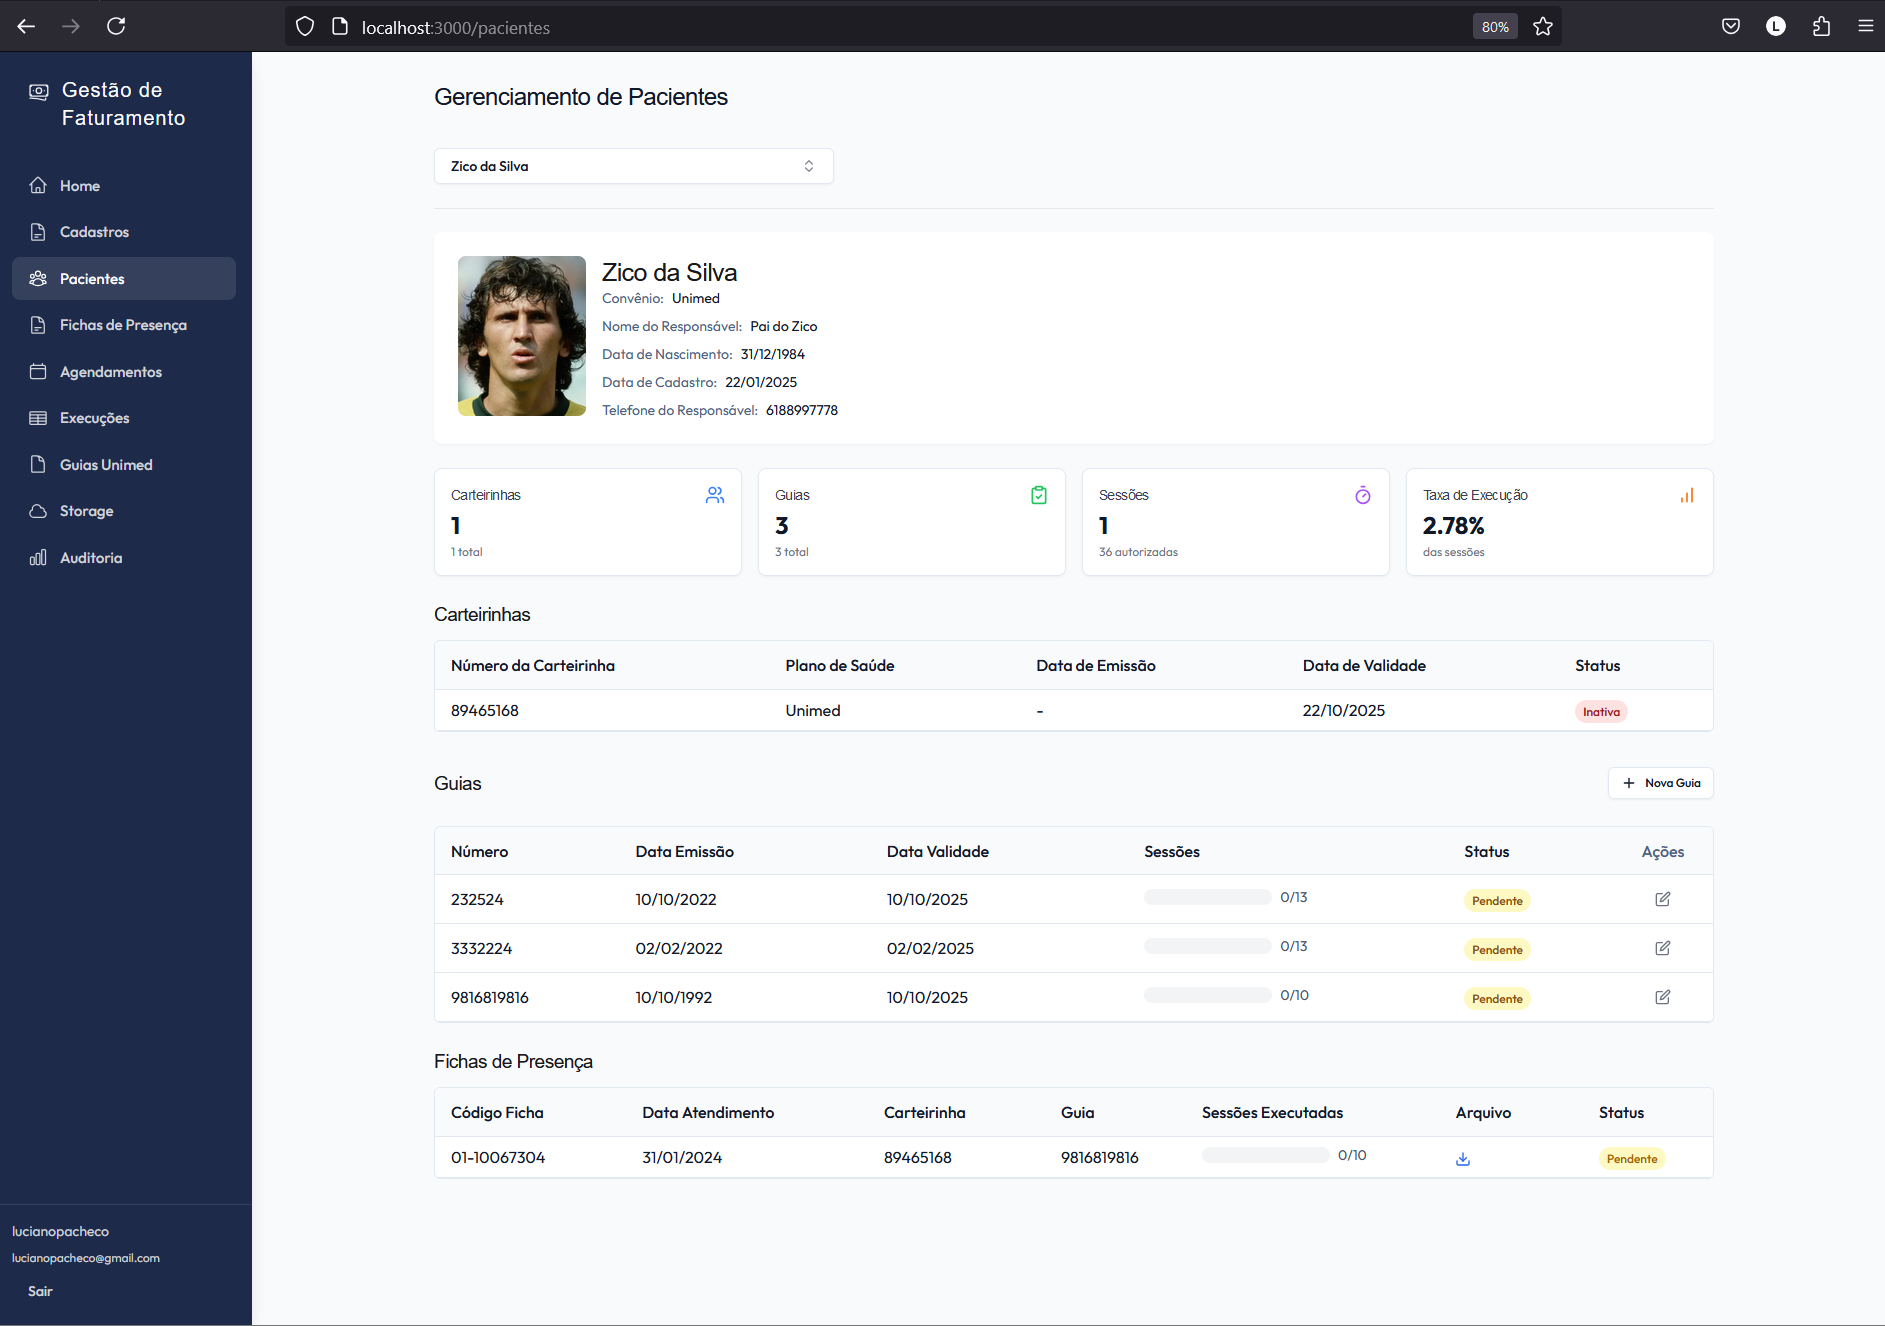 localhost:3000/pacientes
80%
L
Gestão de
Faturamento
Home
Cadastros
Pacientes
Fichas de Presença
Agendamentos
Execuções
Guias Unimed
Storage
Auditoria
lucianopacheco
lucianopacheco@gmail.com
Sair
Gerenciamento de Pacientes
Zico da Silva
Zico da Silva
Convênio: Unimed
Nome do Responsável: Pai do Zico
Data de Nascimento: 31/12/1984
Data de Cadastro: 22/01/2025
Telefone do Responsável: 6188997778
Carteirinhas
1
1 total
Guias
3
3 total
Sessões
1
36 autorizadas
Taxa de Execução
2.78%
das sessões
Carteirinhas
Número da Carteirinha Plano de Saúde Data de Emissão Data de Validade Status
89465168 Unimed - 22/10/2025 Inativa
Guias
+ Nova Guia
Número Data Emissão Data Validade Sessões Status Ações
232524 10/10/2022 10/10/2025 0/13 Pendente
3332224 02/02/2022 02/02/2025 0/13 Pendente
9816819816 10/10/1992 10/10/2025 0/10 Pendente
Fichas de Presença
Código Ficha Data Atendimento Carteirinha Guia Sessões Executadas Arquivo Status
01-10067304 31/01/2024 89465168 9816819816 0/10 Pendente